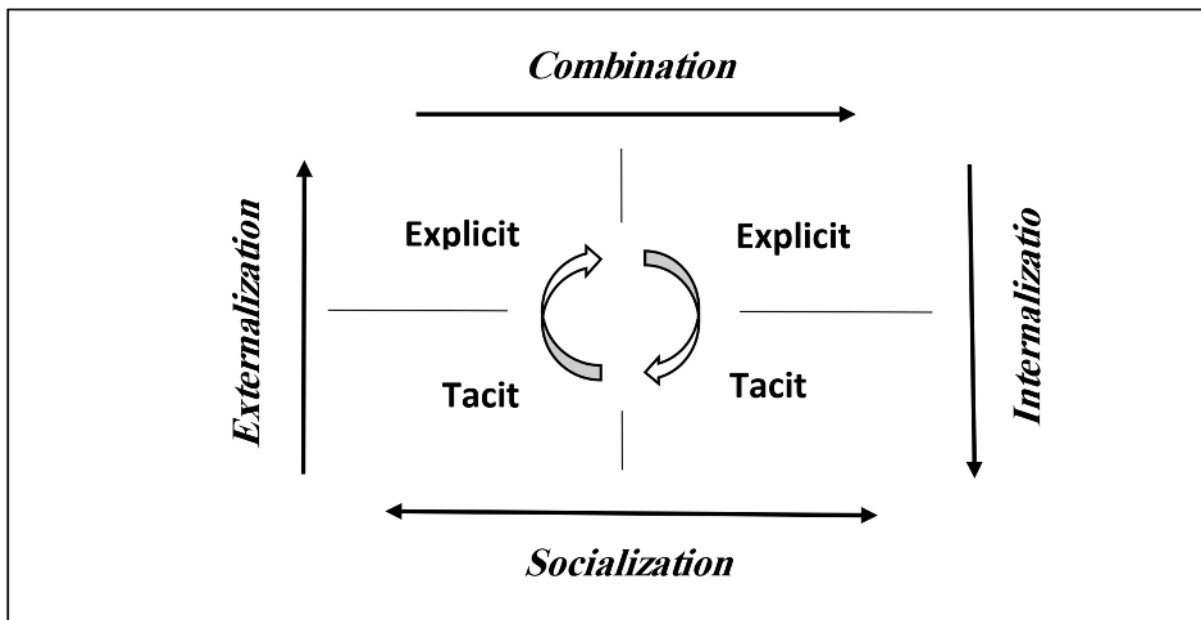 Combination
Externalization
Explicit
Explicit
Internalizatio
Tacit
Tacit
Socialization